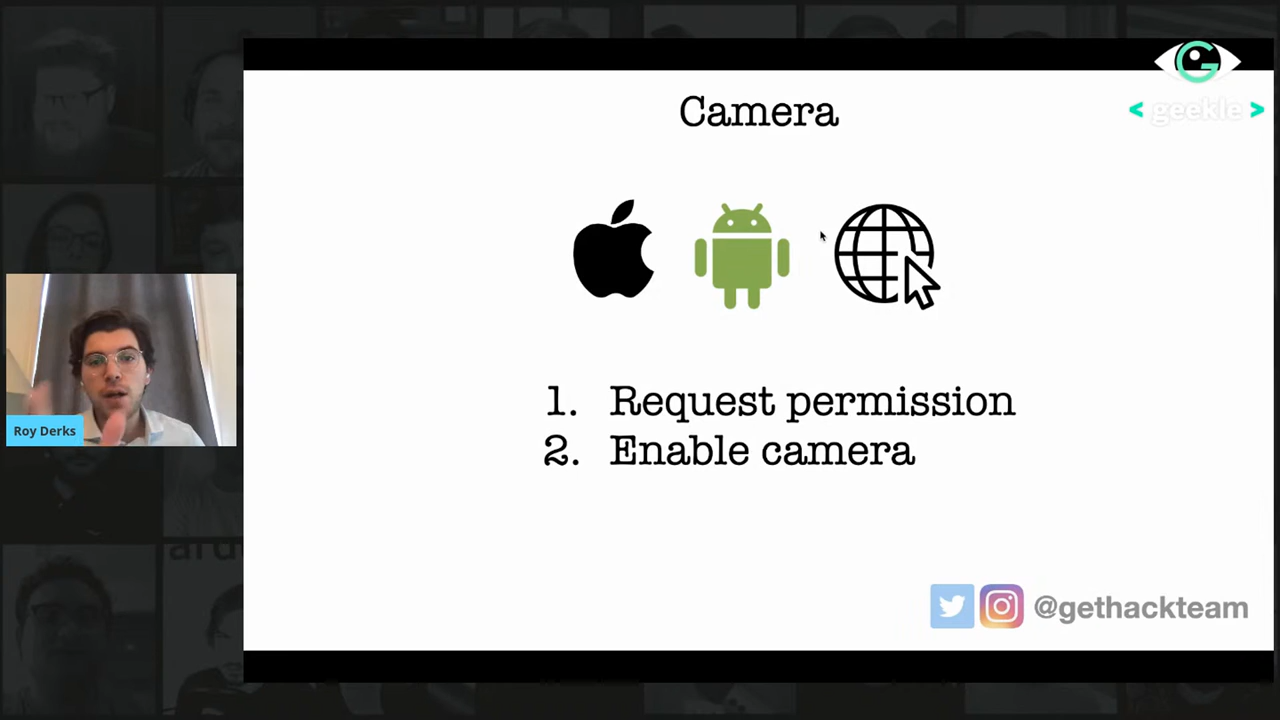 Camera
< geekle >
1. Request permission
2. Enable camera
Roy Derks
@gethackteam